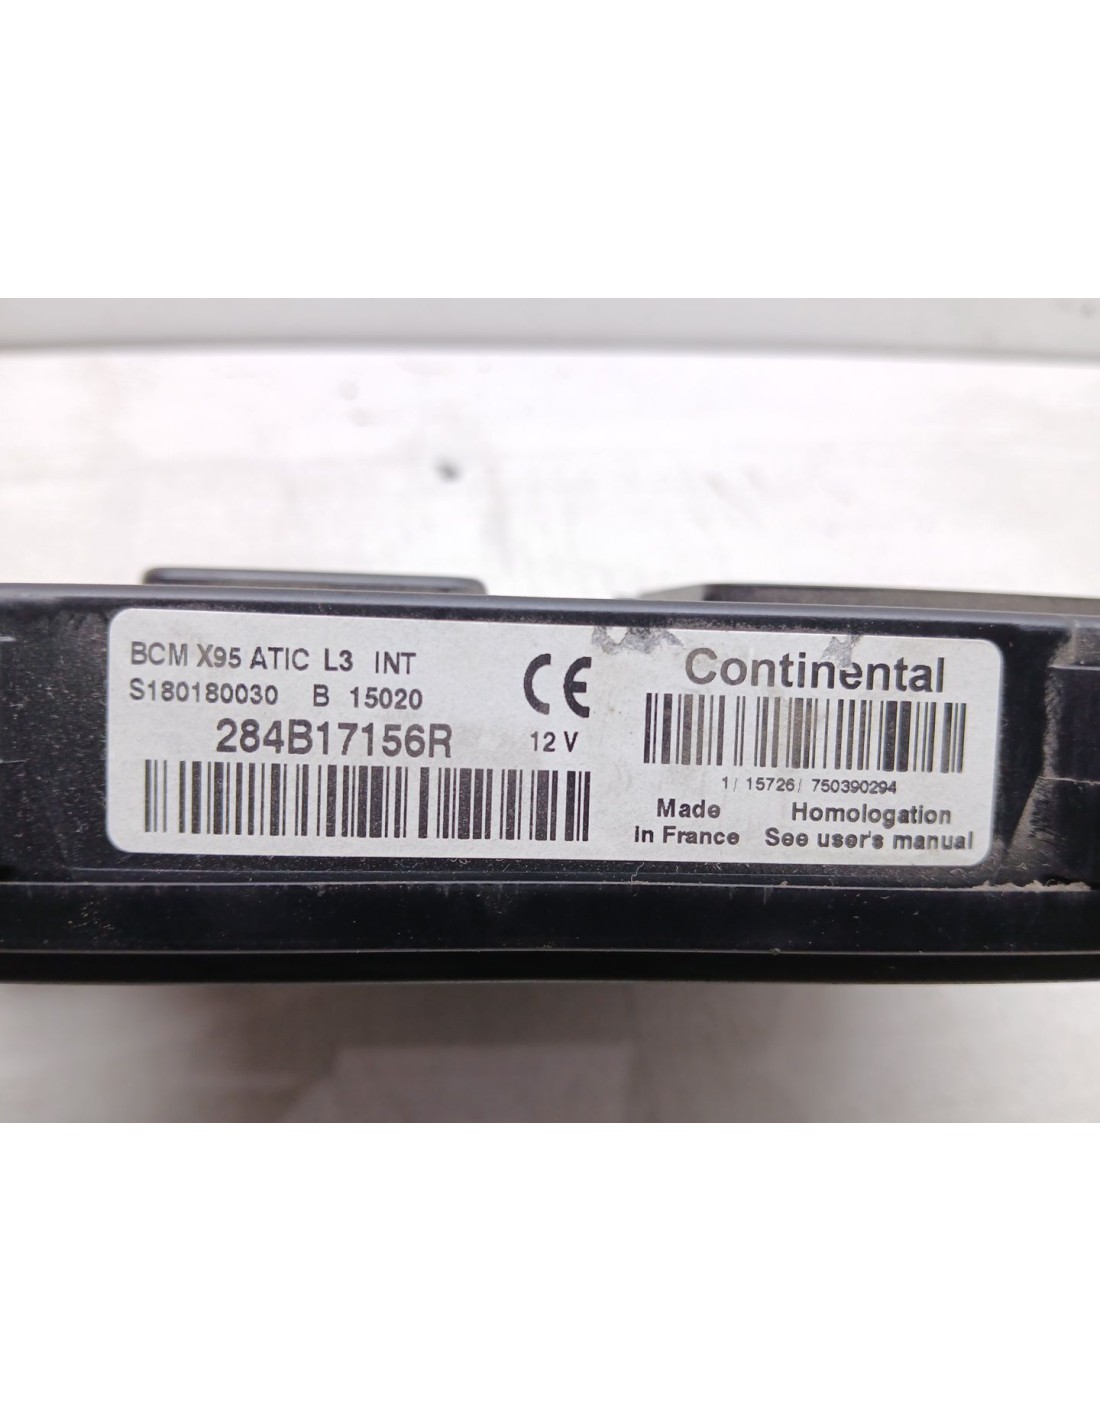 BCM X95 ATIC L3 INT
S180180030 B 15020
284B17156R
CE
12 V
Continental
1/ 15726/ 750390294
Made
in France
Homologation
See user's manual